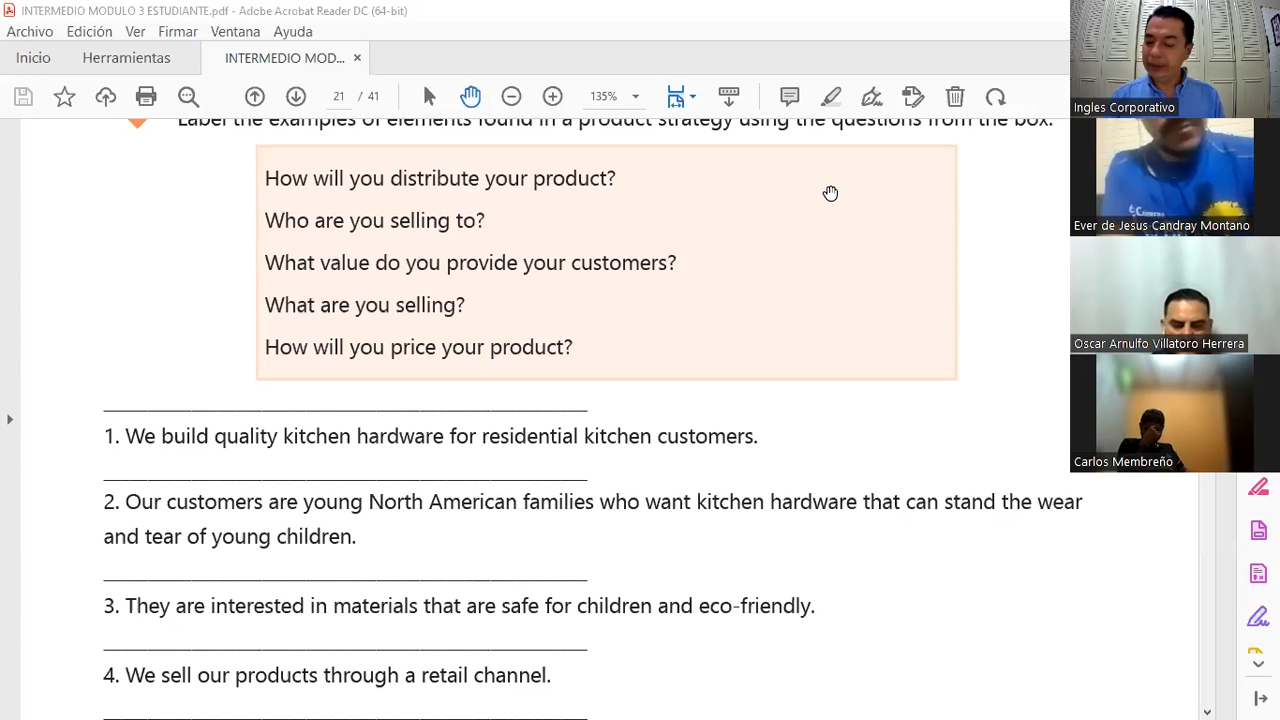 INTERMEDIO MODULO 3 ESTUDIANTE.pdf - Adobe Acrobat Reader DC (64-bit)
Archivo Edición Ver Firmar Ventana Ayuda
Inicio Herramientas INTERMEDIO MOD... ×
21 / 41 135%
Label the examples of elements found in a product strategy using the questions from the box.
How will you distribute your product?
Who are you selling to?
What value do you provide your customers?
What are you selling?
How will you price your product?
1. We build quality kitchen hardware for residential kitchen customers.
2. Our customers are young North American families who want kitchen hardware that can stand the wear
and tear of young children.
3. They are interested in materials that are safe for children and eco-friendly.
4. We sell our products through a retail channel.
Ingles Corporativo
Ever de Jesus Candray Montano
Oscar Arnulfo Villatoro Herrera
Carlos Membreño